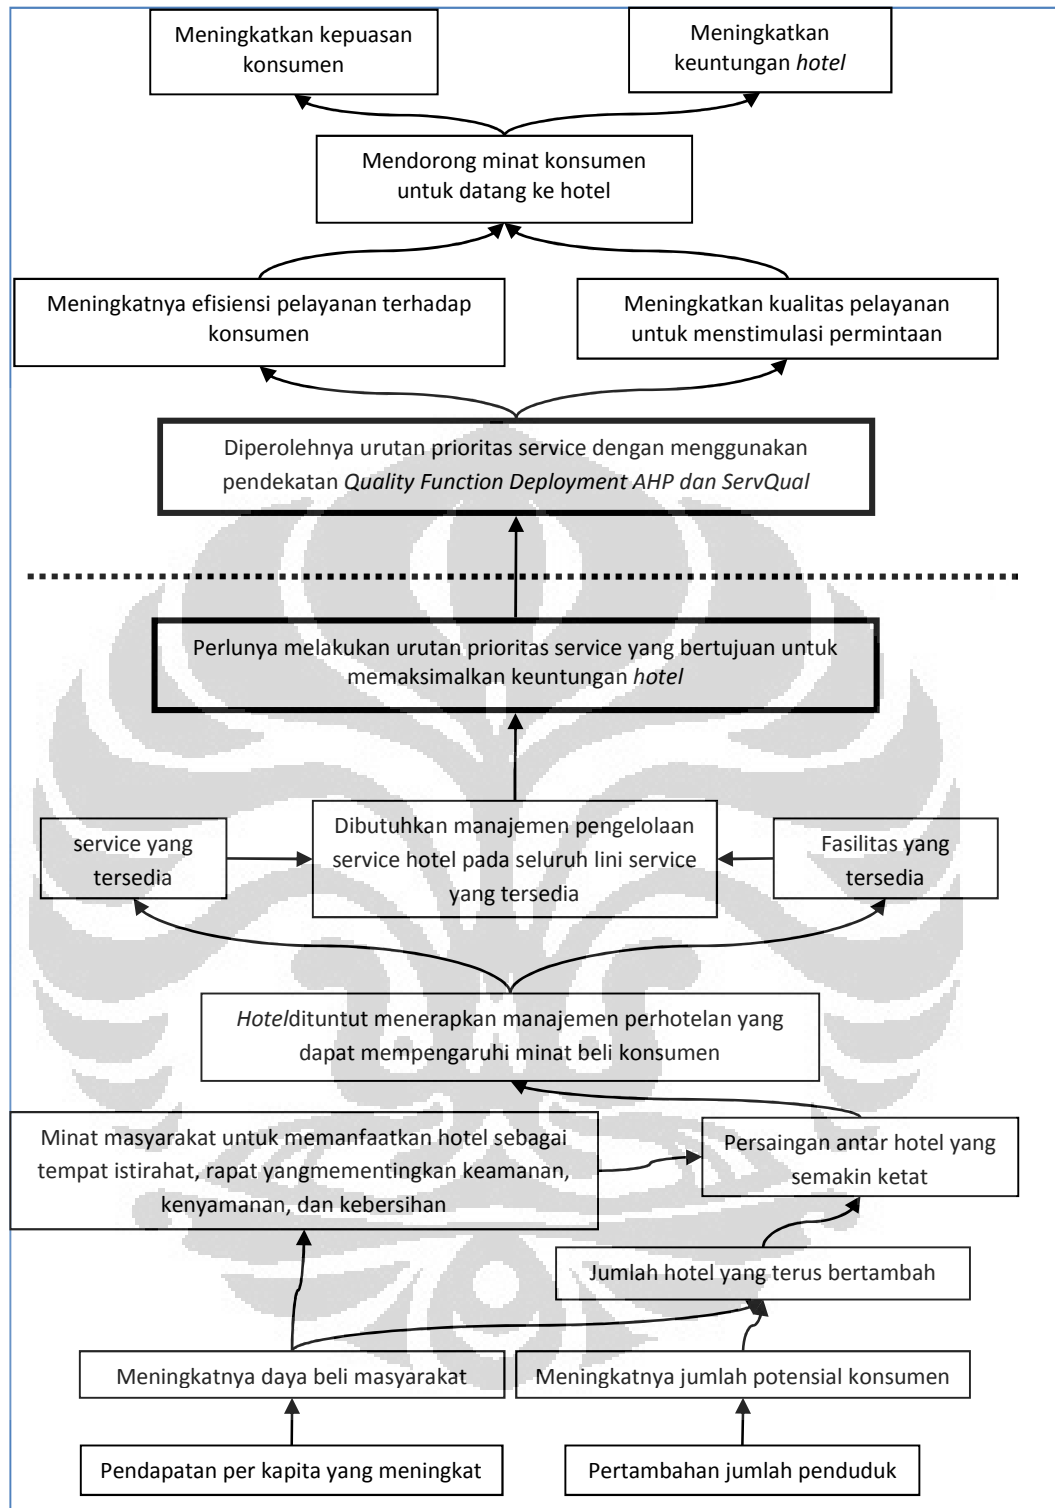 Meningkatkan kepuasan
konsumen
Meningkatkan
keuntungan hotel
Mendorong minat konsumen
untuk datang ke hotel
Meningkatnya efisiensi pelayanan terhadap
konsumen
Meningkatkan kualitas pelayanan
untuk menstimulasi permintaan
Diperolehnya urutan prioritas service dengan menggunakan
pendekatan Quality Function Deployment AHP dan ServQual
Perlunya melakukan urutan prioritas service yang bertujuan untuk
memaksimalkan keuntungan hotel
service yang
tersedia
Dibutuhkan manajemen pengelolaan
service hotel pada seluruh lini service
yang tersedia
Fasilitas yang
tersedia
Hoteldituntut menerapkan manajemen perhotelan yang
dapat mempengaruhi minat beli konsumen
Minat masyarakat untuk memanfaatkan hotel sebagai
tempat istirahat, rapat yangmementingkan keamanan,
kenyamanan, dan kebersihan
Persaingan antar hotel yang
semakin ketat
Jumlah hotel yang terus bertambah
Meningkatnya daya beli masyarakat
Meningkatnya jumlah potensial konsumen
Pendapatan per kapita yang meningkat
Pertambahan jumlah penduduk